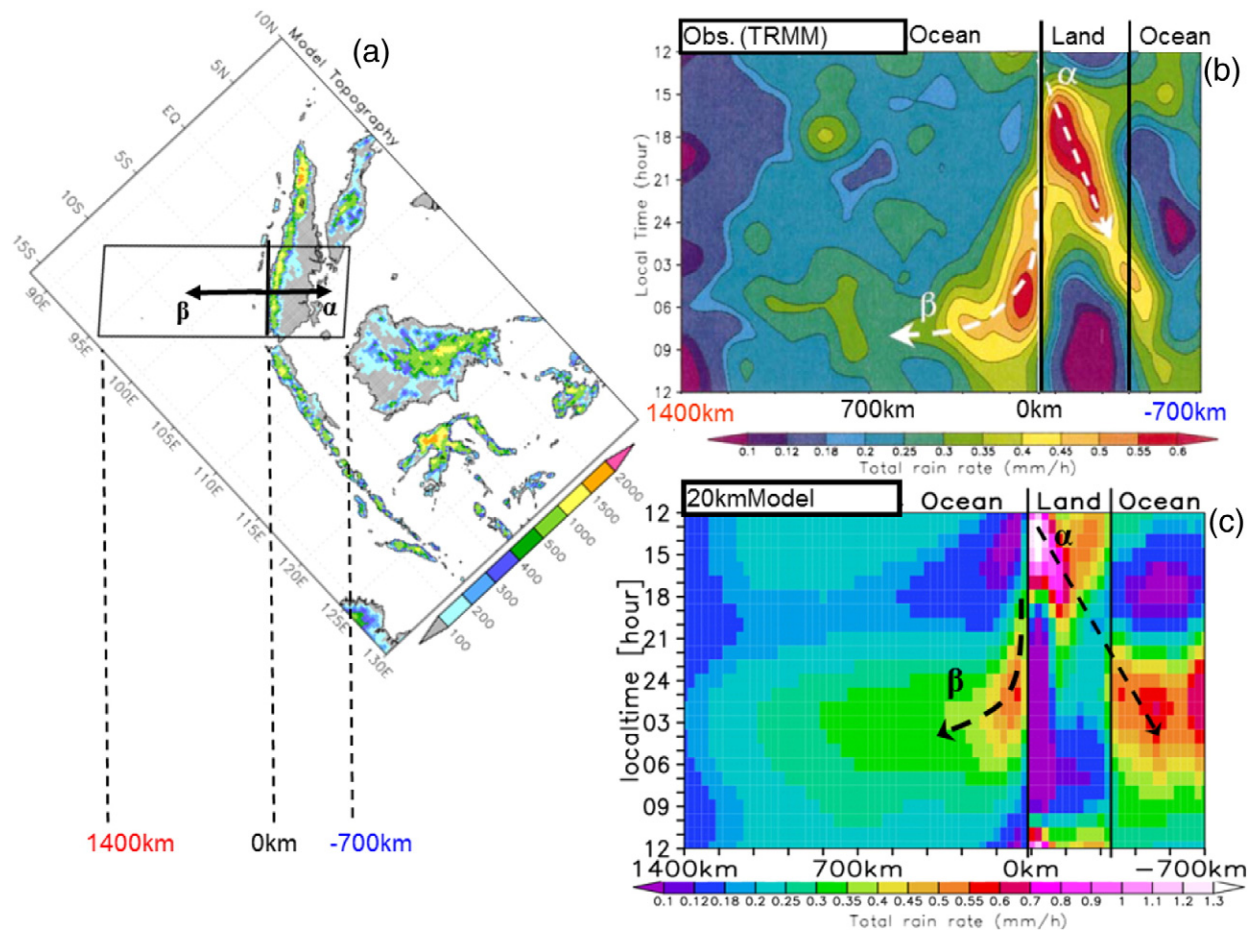 (a)
Model Topography
10N
5N
EQ
5S
10S
15S
90E
95E
100E
105E
110E
115E
120E
125E
130E
β
α
100
200
300
400
500
1000
1500
2000
1400km
0km
-700km
Obs. (TRMM)
Ocean
Land
Ocean
(b)
12
15
18
21
24
03
06
09
12
Local Time (hour)
α
β
1400km
700km
0km
-700km
0.1 0.12 0.18 0.2 0.25 0.3 0.35 0.4 0.45 0.5 0.55 0.6
Total rain rate (mm/h)
20kmModel
Ocean
Land
Ocean
(c)
12
15
18
21
24
03
06
09
12
localtime [hour]
α
β
1400km
700km
0km
-700km
0.1 0.12 0.18 0.2 0.25 0.3 0.35 0.4 0.45 0.5 0.55 0.6 0.7 0.8 0.9 1 1.1 1.2 1.3
Total rain rate (mm/h)